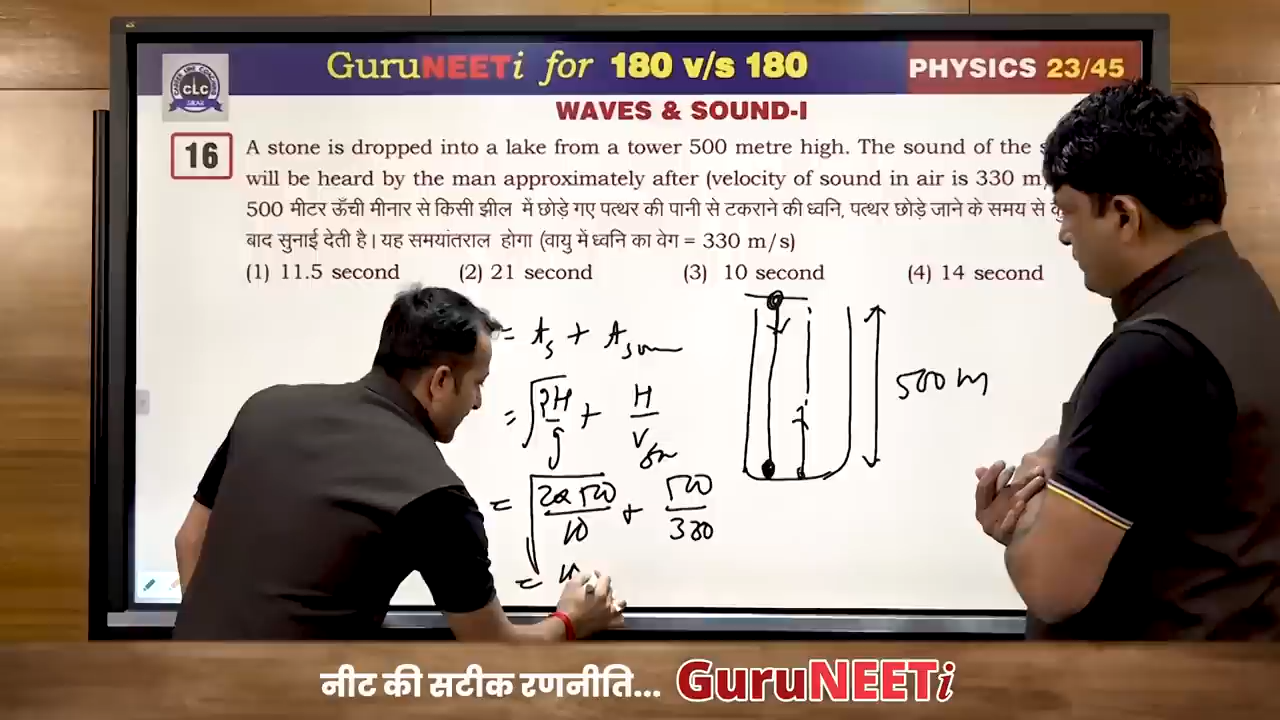 GuruNEETi for 180 v/s 180
PHYSICS 23/45
CLC
WAVES & SOUND-I
16
A stone is dropped into a lake from a tower 500 metre high. The sound of the
will be heard by the man approximately after (velocity of sound in air is 330 m
500 मीटर ऊँची मीनार से किसी झील में छोड़े गए पत्थर की पानी से टकराने की ध्वनि, पत्थर छोड़े जाने के समय से
बाद सुनाई देती है। यह समयांतराल होगा (वायु में ध्वनि का वेग = 330 m/s)
(1) 11.5 second (2) 21 second (3) 10 second (4) 14 second
500 m
नीट की सटीक रणनीति... GuruNEETi